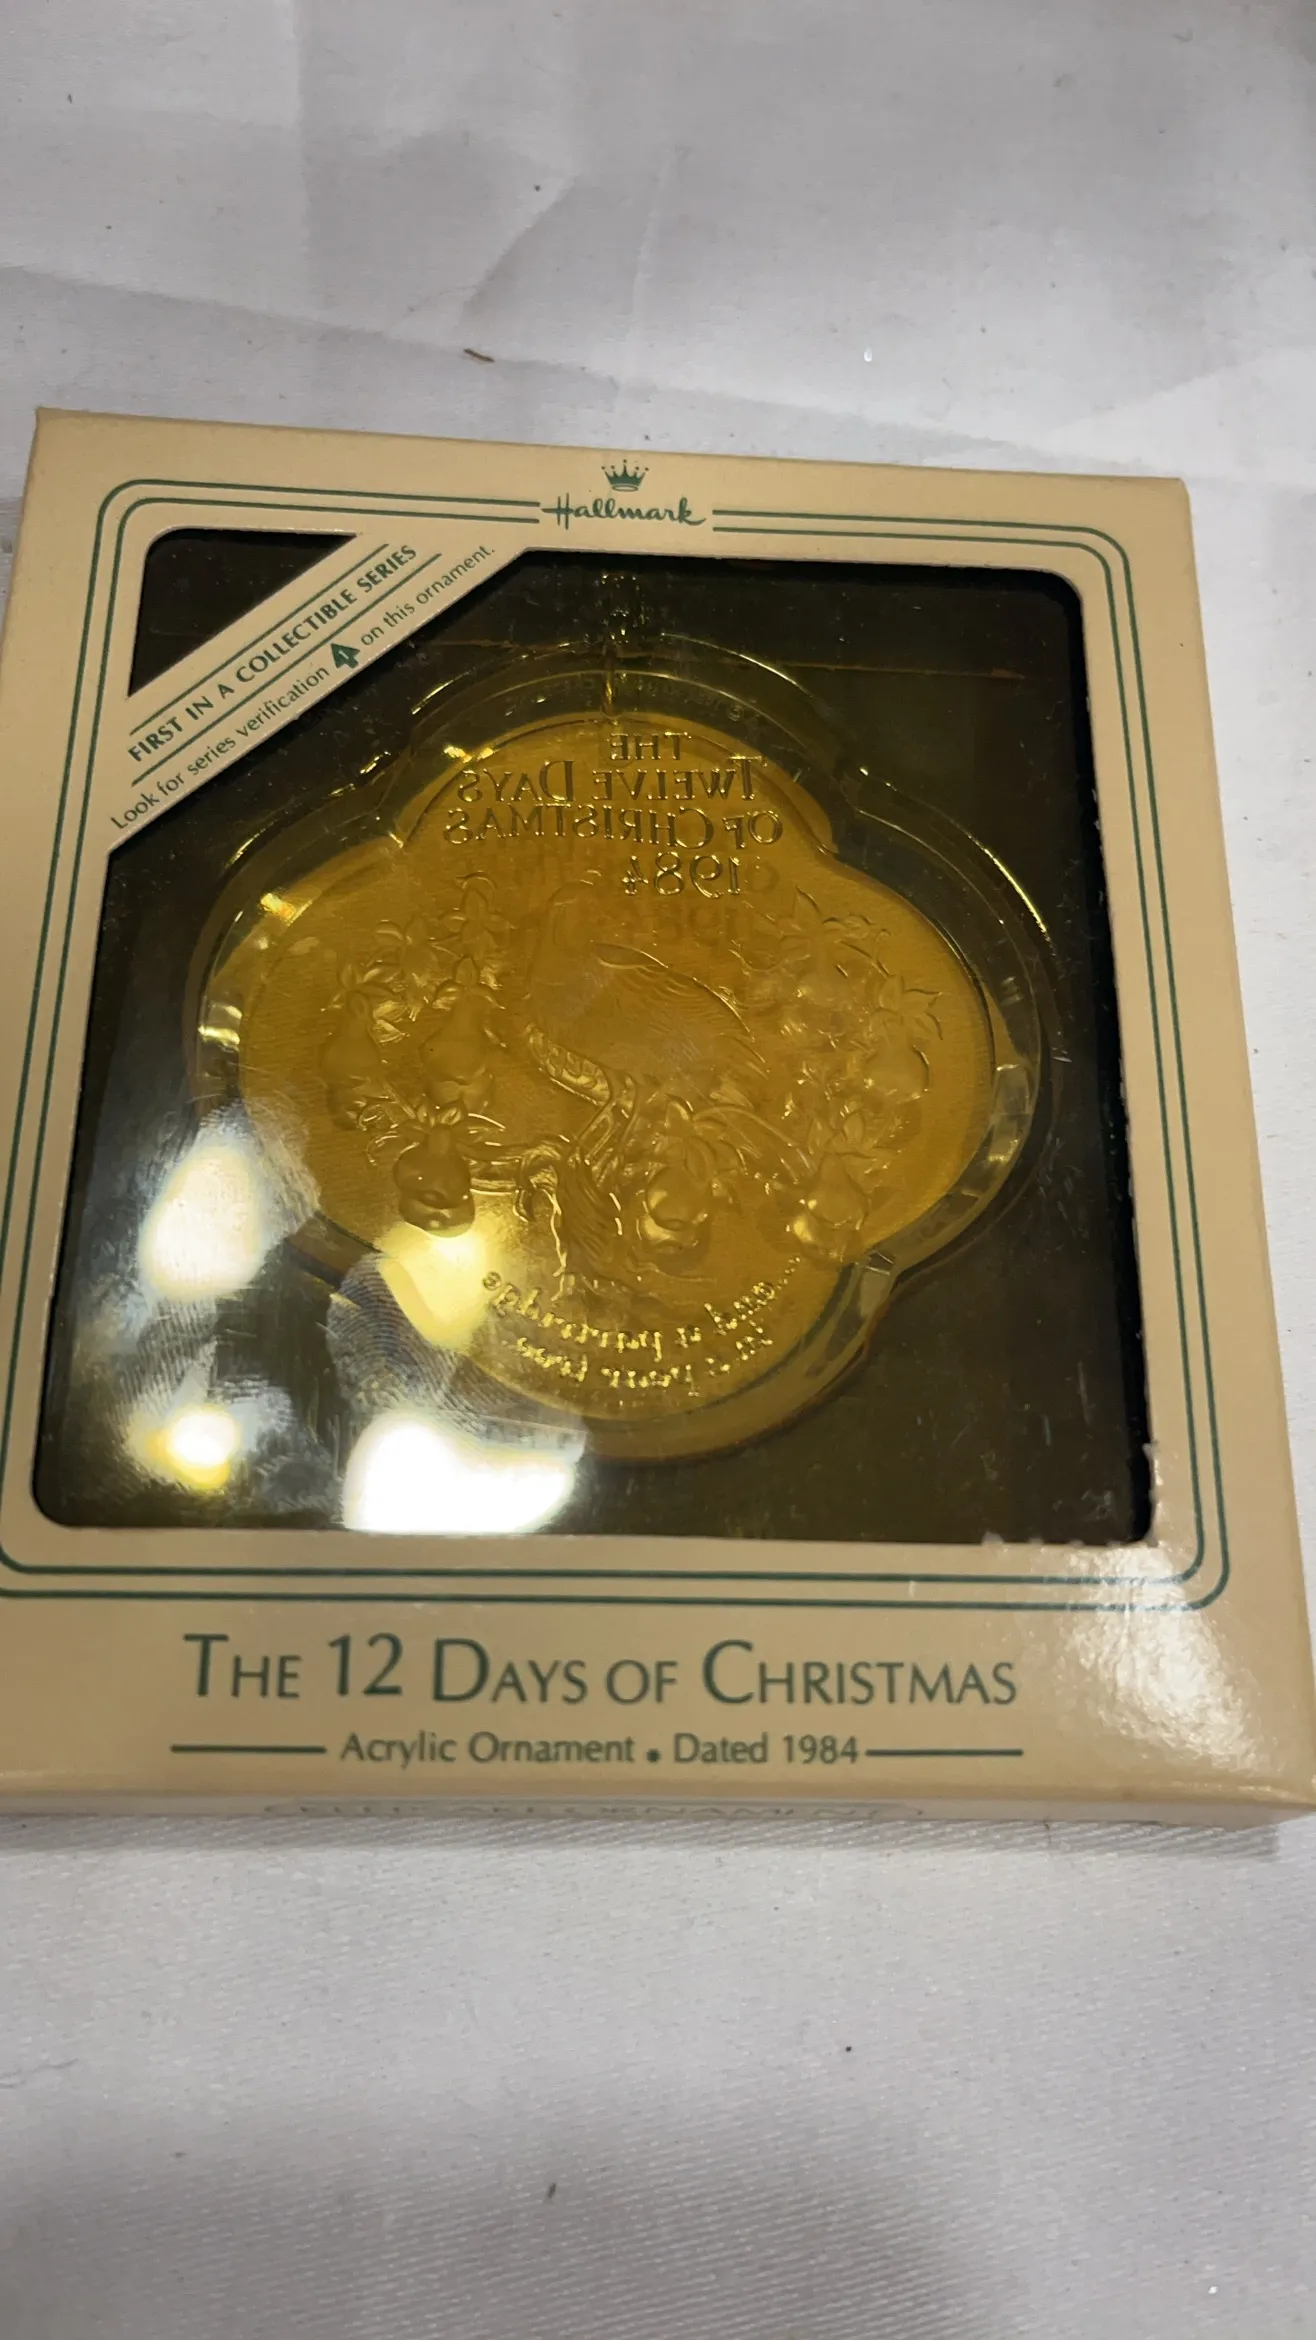 Hallmark
FIRST IN A COLLECTIBLE SERIES
Look for series verification on this ornament.
THE
TWELVE DAYS
OF CHRISTMAS
1984
...and a partridge
in a pear tree
THE 12 DAYS OF CHRISTMAS
Acrylic Ornament • Dated 1984